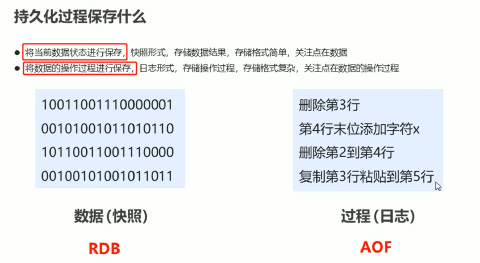 持久化过程保存什么
将当前数据状态进行保存，快照形式，存储数据结果，存储格式简单，关注点在数据
将数据的操作过程进行保存，日志形式，存储操作过程，存储格式复杂，关注点在数据的操作过程
10011001110000001
00101001011010110
10110011001110000
00100101001011011
数据(快照)
RDB
删除第3行
第4行末位添加字符x
删除第2到第4行
复制第3行粘贴到第5行
过程(日志)
AOF